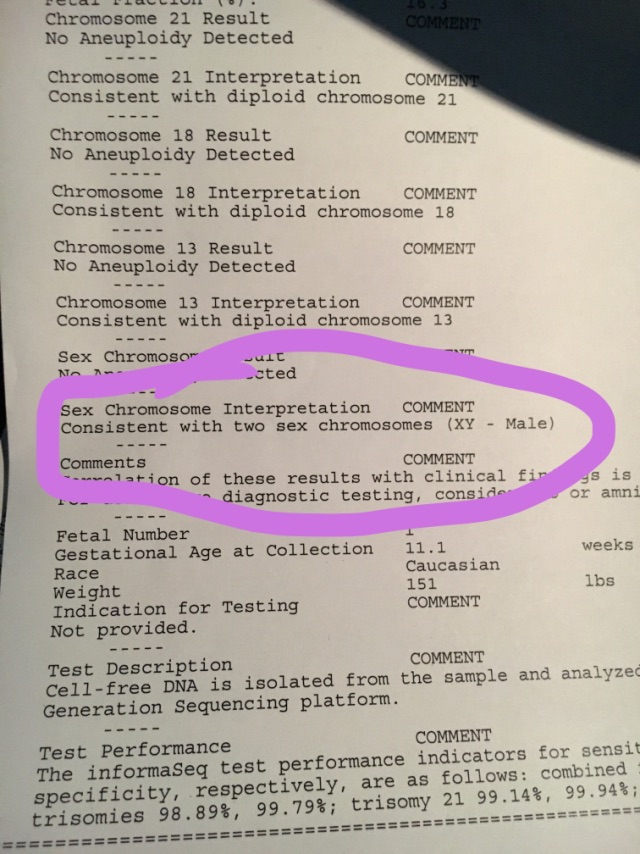 Fetal Fraction (%): 16.3
Chromosome 21 Result COMMENT
No Aneuploidy Detected
-----
Chromosome 21 Interpretation COMMENT
Consistent with diploid chromosome 21
-----
Chromosome 18 Result COMMENT
No Aneuploidy Detected
-----
Chromosome 18 Interpretation COMMENT
Consistent with diploid chromosome 18
-----
Chromosome 13 Result COMMENT
No Aneuploidy Detected
-----
Chromosome 13 Interpretation COMMENT
Consistent with diploid chromosome 13
-----
Sex
No
-----
Sex Chromosome Interpretation COMMENT
Consistent with two sex chromosomes (XY - Male)
-----
Comments COMMENT
of these results with clinical is
diagnostic testing, or amni
-----
Fetal Number 1
Gestational Age at Collection 11.1 weeks
Race Caucasian
Weight 151 lbs
Indication for Testing COMMENT
Not provided.
-----
Test Description COMMENT
Cell-free DNA is isolated from the sample and analyzed
Generation Sequencing platform.
-----
Test Performance COMMENT
The informaSeq test performance indicators for sensit
specificity, respectively, are as follows: combined
trisomies 98.89%, 99.79%; trisomy 21 99.14%, 99.94%;